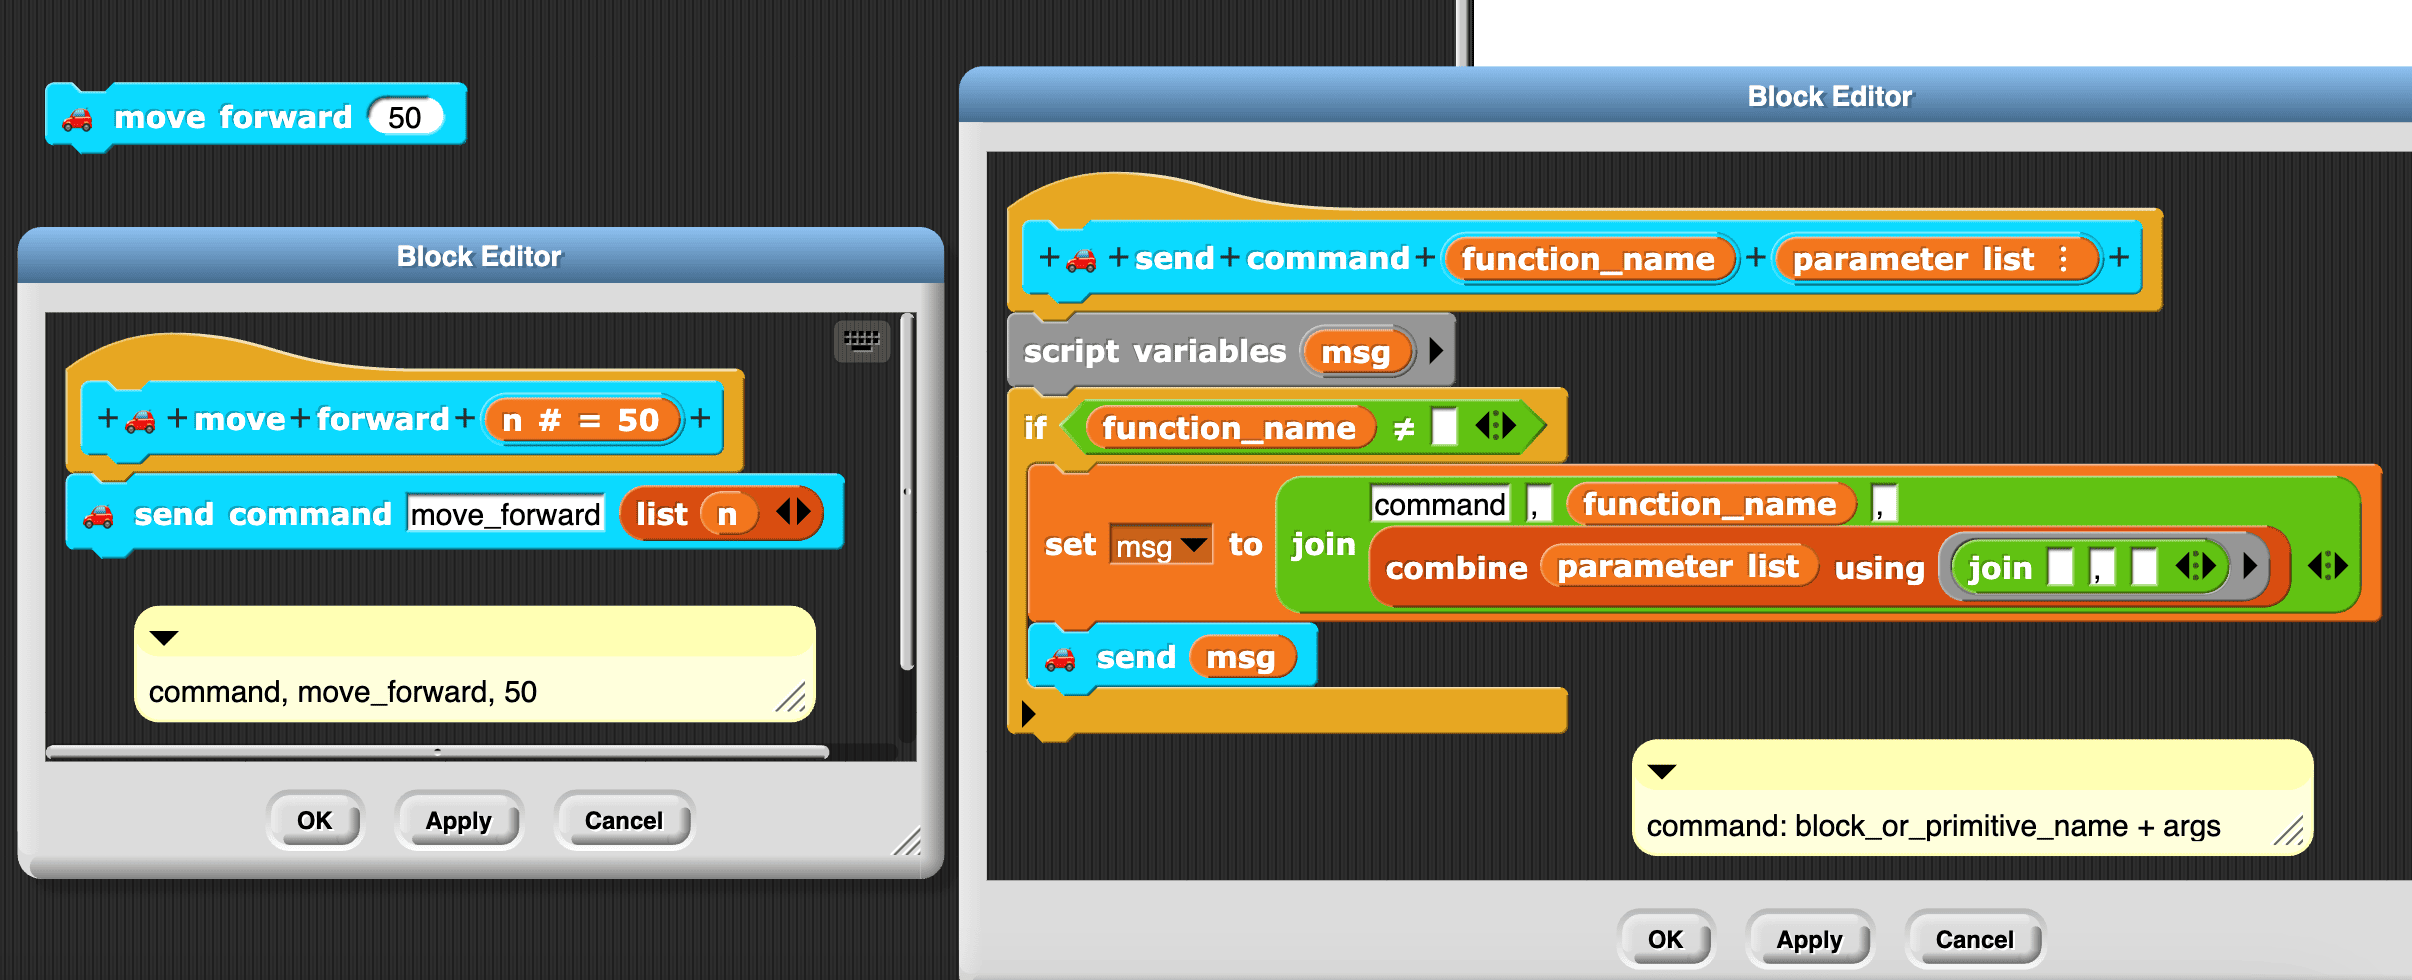 move forward 50
Block Editor
+ + move + forward + n # = 50 +
send command move_forward list n
command, move_forward, 50
OK Apply Cancel
Block Editor
+ + send + command + function_name + parameter list ⋮ +
script variables msg
if function_name ≠
command , function_name ,
set msg to join
combine parameter list using join ,
send msg
command: block_or_primitive_name + args
OK Apply Cancel